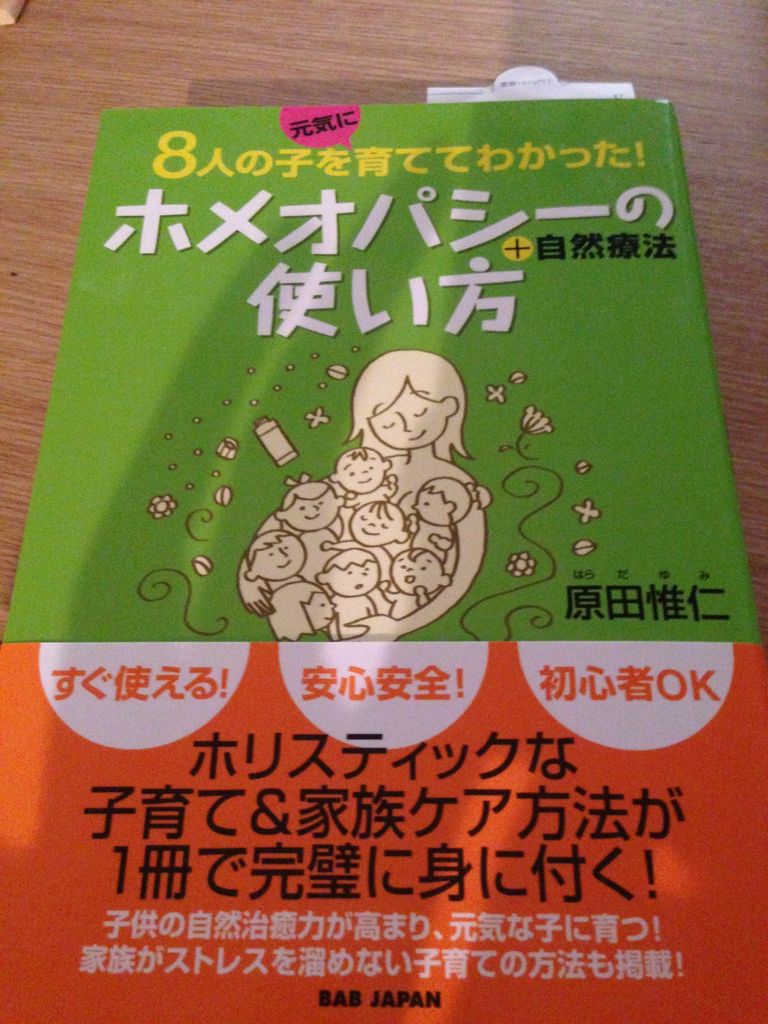 元気に
8人の子を育ててわかった!
ホメオパシーの
+自然療法
使い方
はら だ ゆ み
原田惟仁
すぐ使える!
安心安全!
初心者OK
ホリスティックな
子育て&家族ケア方法が
1冊で完璧に身に付く!
子供の自然治癒力が高まり、元気な子に育つ!
家族がストレスを溜めない子育ての方法も掲載!
BAB JAPAN